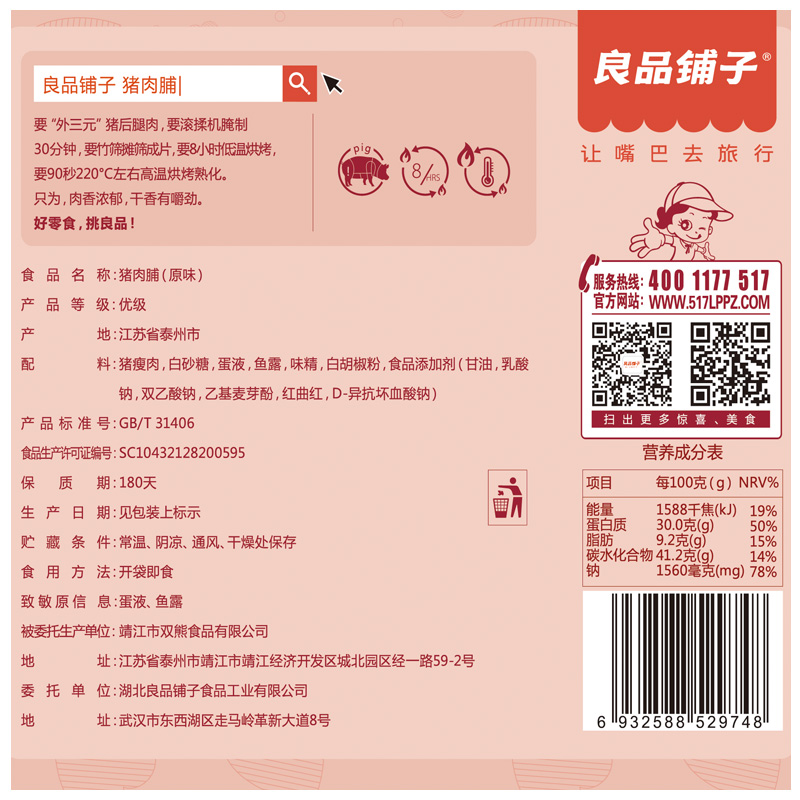 良品铺子 猪肉脯
要“外三元”猪后腿肉，要滚揉机腌制
30分钟，要竹筛摊筛成片，要8小时低温烘烤，
要90秒220℃左右高温烘烤熟化。
只为，肉香浓郁，干香有嚼劲。
好零食，挑良品！
pig
8/HRS
良品铺子®
让嘴巴去旅行
服务热线：400 1177 517
官方网站：WWW.517LPPZ.COM
良品铺子
扫出更多惊喜、美食
食品名称：猪肉脯（原味）
产品等级：优级
产地：江苏省泰州市
配料：猪瘦肉，白砂糖，蛋液，鱼露，味精，白胡椒粉，食品添加剂（甘油，乳酸
钠，双乙酸钠，乙基麦芽酚，红曲红，D-异抗坏血酸钠）
产品标准号：GB/T 31406
食品生产许可证编号：SC10432128200595
保质期：180天
生产日期：见包装上标示
贮藏条件：常温、阴凉、通风、干燥处保存
食用方法：开袋即食
致敏原信息：蛋液、鱼露
被委托生产单位：靖江市双熊食品有限公司
地址：江苏省泰州市靖江市靖江经济开发区城北园区经一路59-2号
委托单位：湖北良品铺子食品工业有限公司
地址：武汉市东西湖区走马岭革新大道8号
营养成分表
项目 每100克(g) NRV%
能量 1588千焦(kJ) 19%
蛋白质 30.0克(g) 50%
脂肪 9.2克(g) 15%
碳水化合物 41.2克(g) 14%
钠 1560毫克(mg) 78%
6 932588 529748